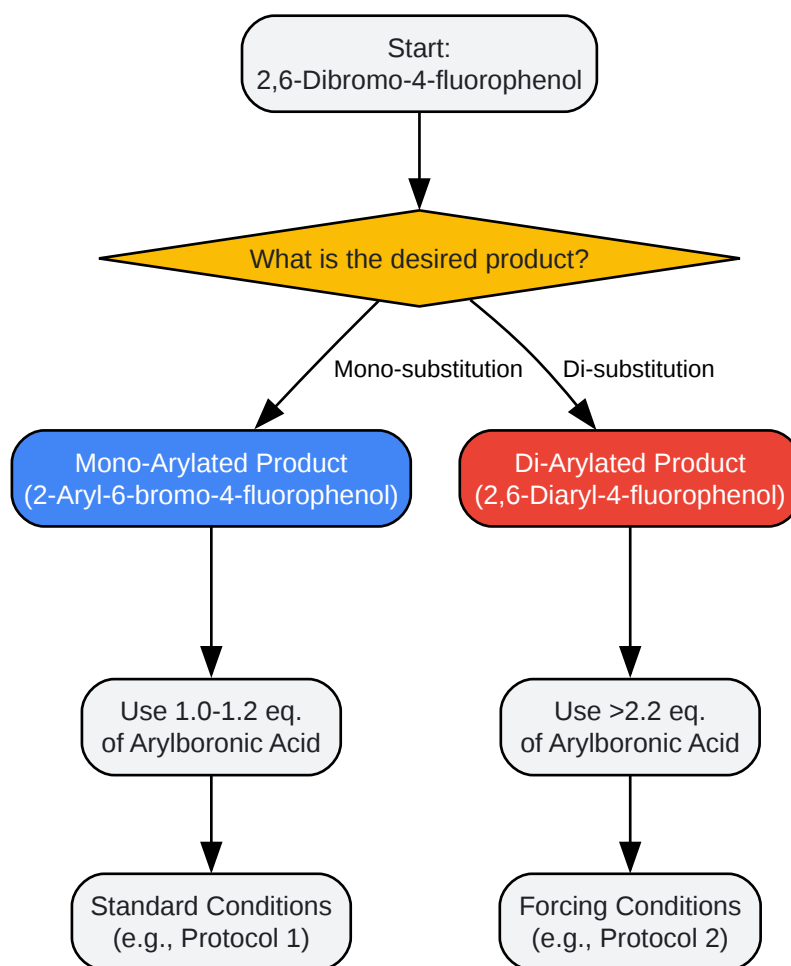 Start:
2,6-Dibromo-4-fluorophenol
What is the desired product?
Mono-substitution
Di-substitution
Mono-Arylated Product
(2-Aryl-6-bromo-4-fluorophenol)
Di-Arylated Product
(2,6-Diaryl-4-fluorophenol)
Use 1.0-1.2 eq.
of Arylboronic Acid
Use >2.2 eq.
of Arylboronic Acid
Standard Conditions
(e.g., Protocol 1)
Forcing Conditions
(e.g., Protocol 2)